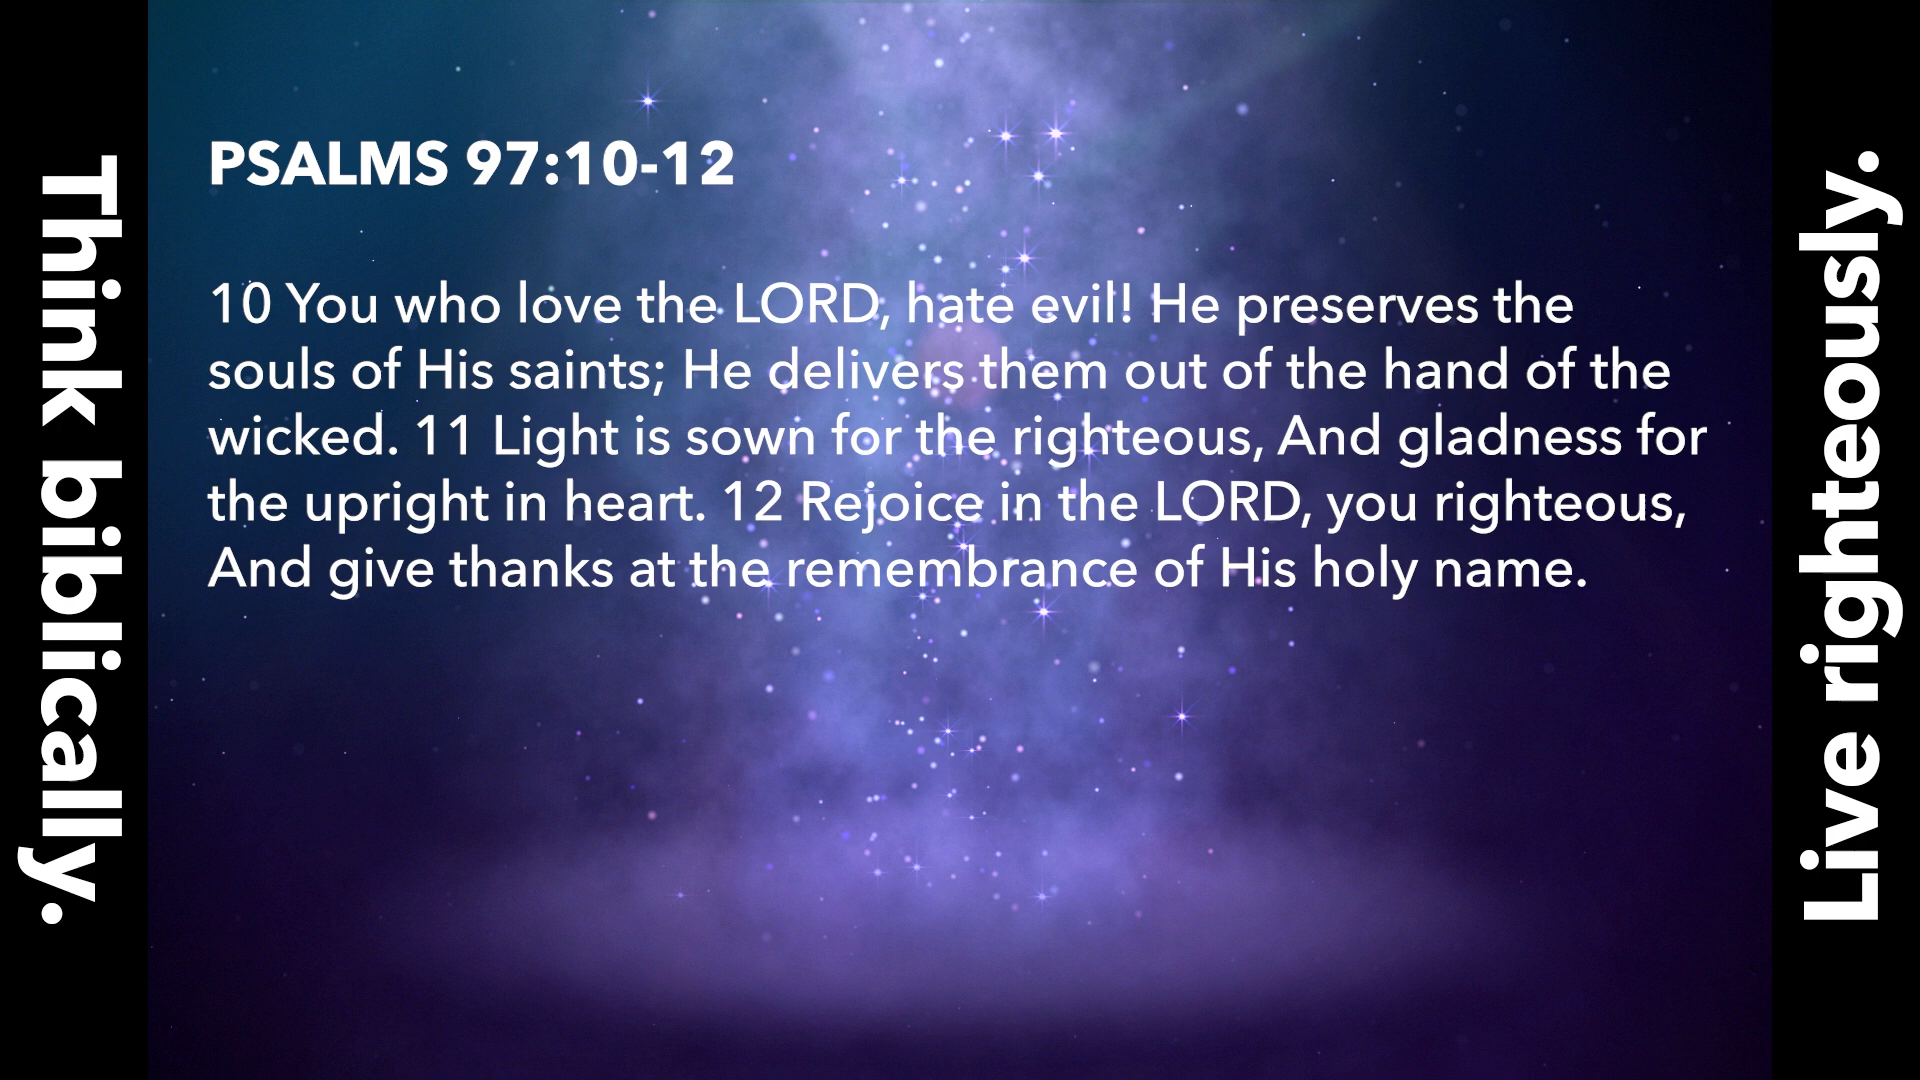 Think biblically.
PSALMS 97:10-12
10 You who love the LORD, hate evil! He preserves the
souls of His saints; He delivers them out of the hand of the
wicked. 11 Light is sown for the righteous, And gladness for
the upright in heart. 12 Rejoice in the LORD, you righteous,
And give thanks at the remembrance of His holy name.
Live righteously.